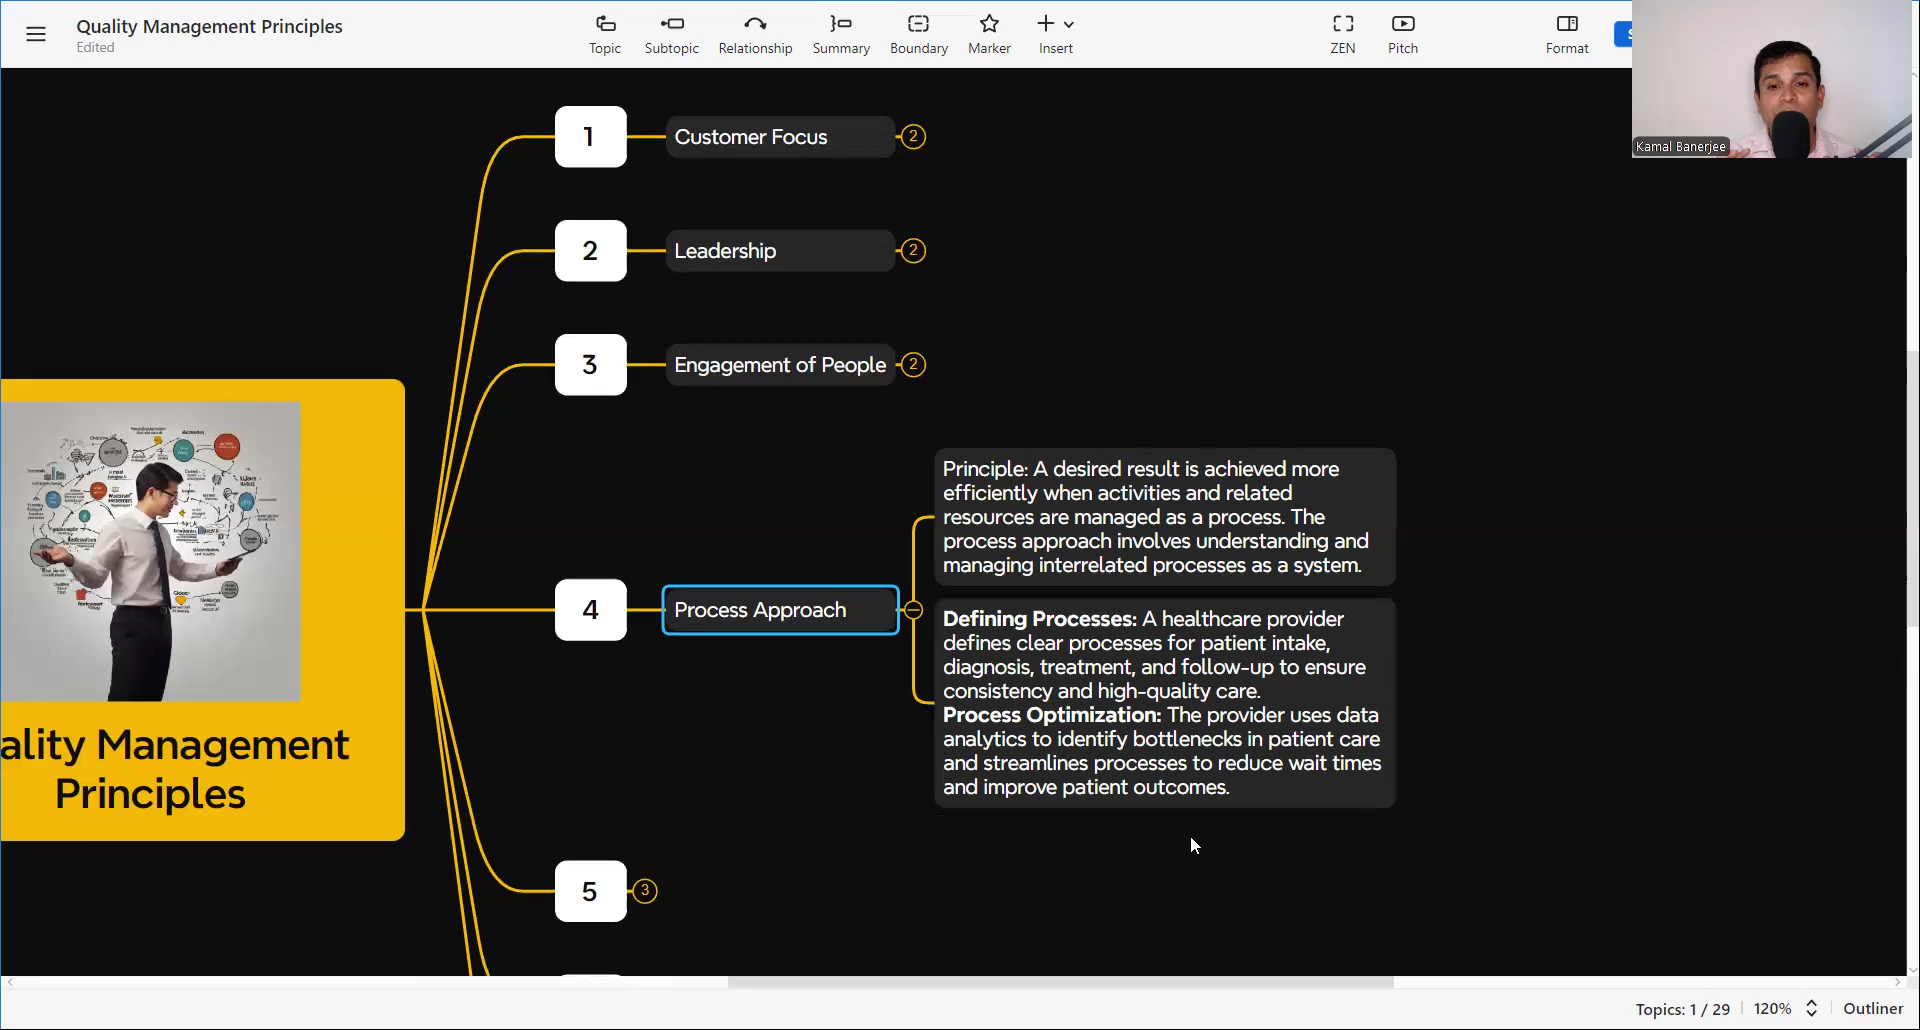 Quality Management Principles
Edited
Topic
Subtopic
Relationship
Summary
Boundary
Marker
Insert
ZEN
Pitch
Format
Kamal Banerjee
1
Customer Focus
2
2
Leadership
2
3
Engagement of People
2
4
Process Approach
Principle: A desired result is achieved more
efficiently when activities and related
resources are managed as a process. The
process approach involves understanding and
managing interrelated processes as a system.
Defining Processes: A healthcare provider
defines clear processes for patient intake,
diagnosis, treatment, and follow-up to ensure
consistency and high-quality care.
Process Optimization: The provider uses data
analytics to identify bottlenecks in patient care
and streamlines processes to reduce wait times
and improve patient outcomes.
5
3
ality Management
Principles
Topics: 1 / 29
120%
Outliner